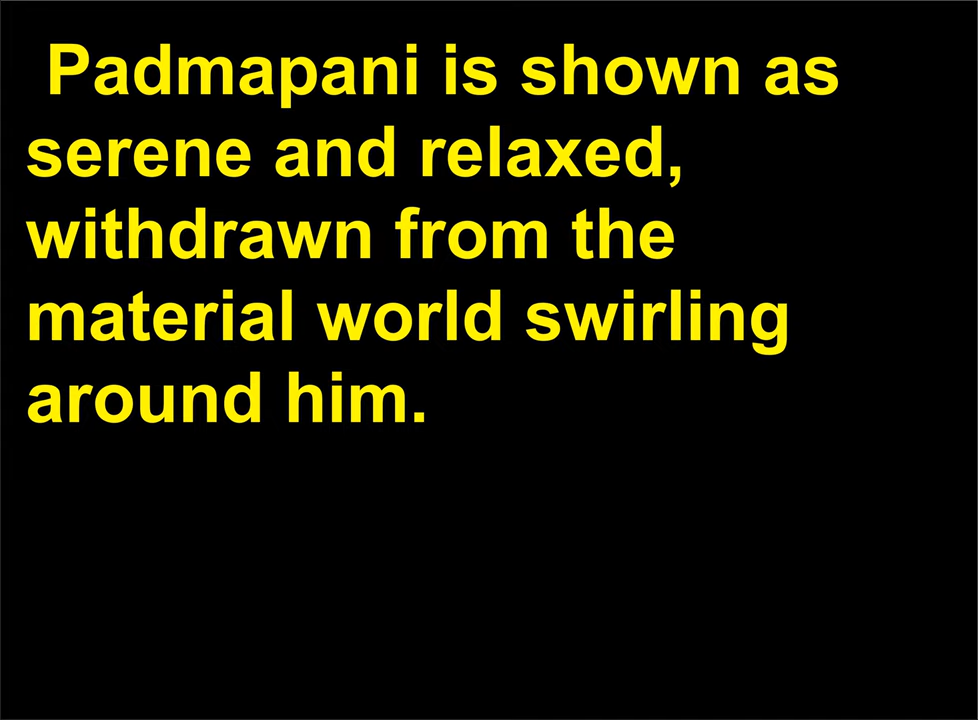 Padmapani is shown as
serene and relaxed,
withdrawn from the
material world swirling
around him.